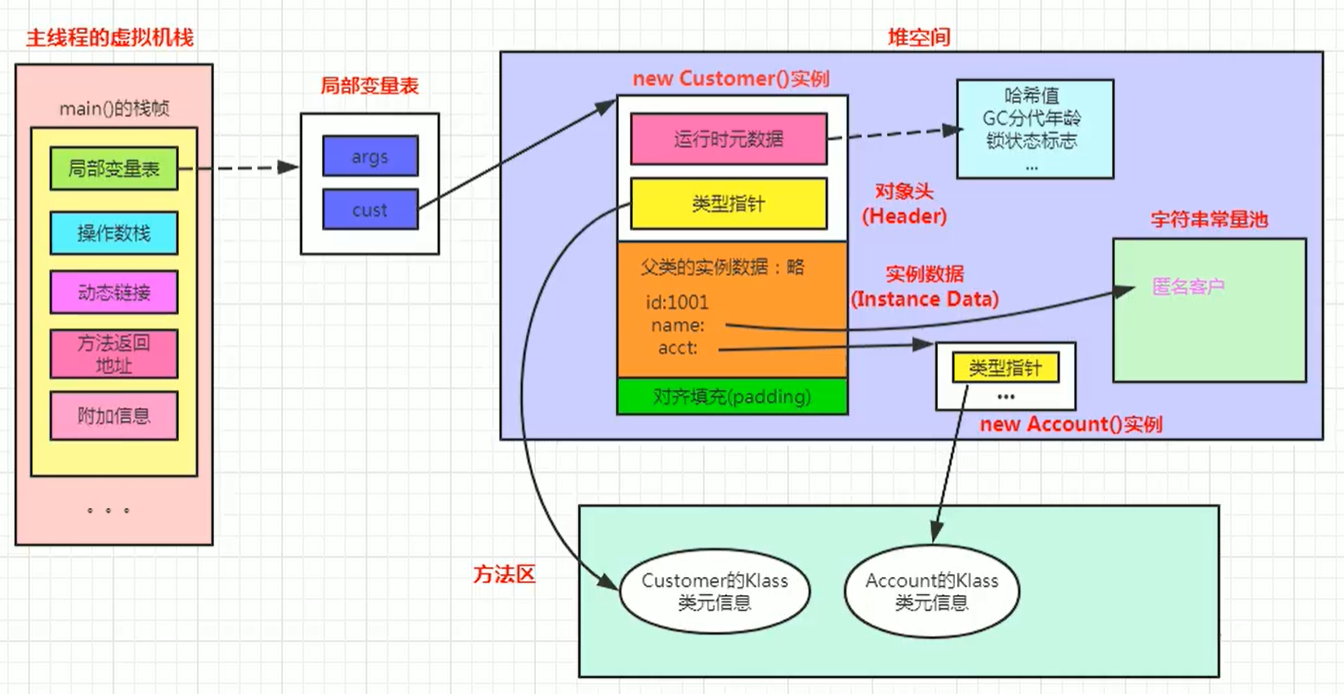 主线程的虚拟机栈
main()的栈帧
局部变量表
操作数栈
动态链接
方法返回
地址
附加信息
。。。
局部变量表
args
cust
堆空间
new Customer()实例
运行时元数据
类型指针
哈希值
GC分代年龄
锁状态标志
...
对象头
(Header)
父类的实例数据：略
id:1001
name:
acct:
实例数据
(Instance Data)
对齐填充(padding)
字符串常量池
匿名客户
类型指针
...
new Account()实例
方法区
Customer的Klass
类元信息
Account的Klass
类元信息